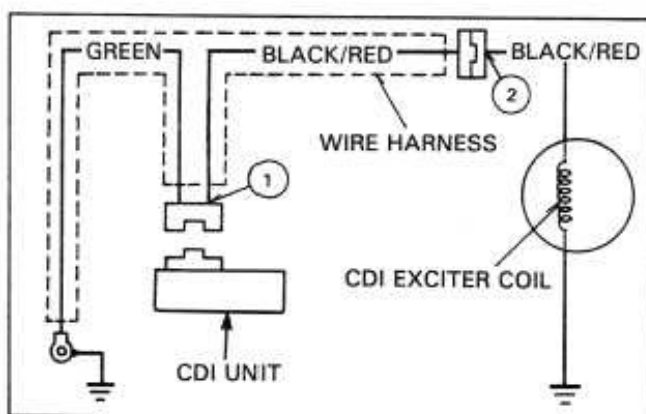 GREEN
BLACK/RED
BLACK/RED
2
WIRE HARNESS
1
CDI EXCITER COIL
CDI UNIT